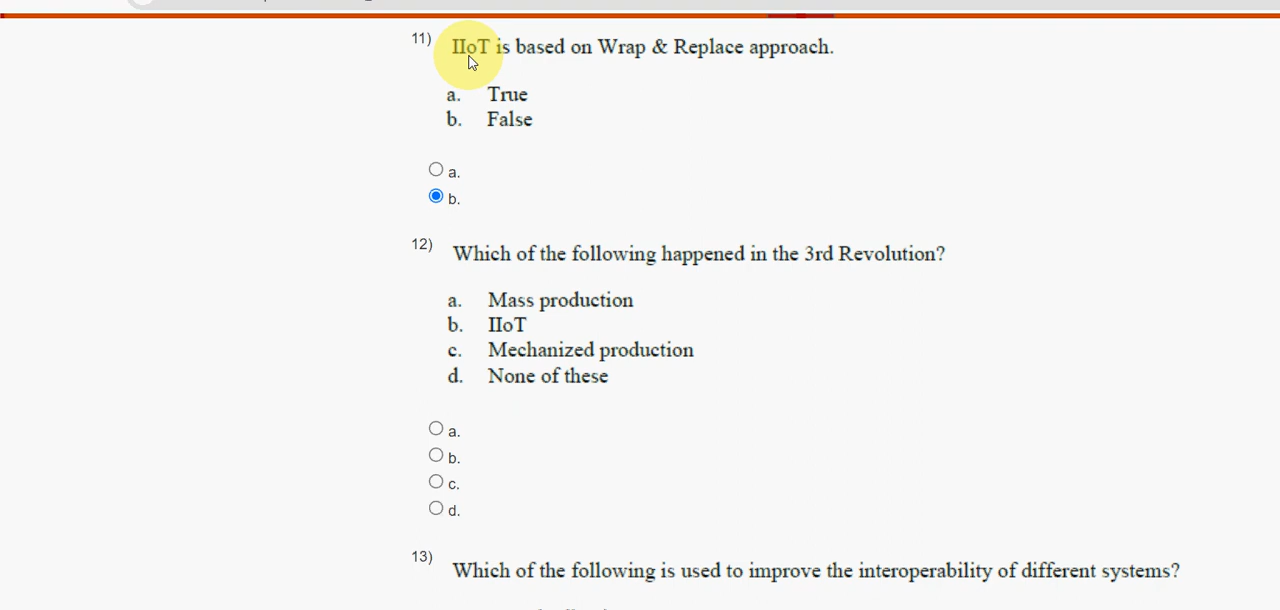 11) IIoT is based on Wrap & Replace approach.
a. True
b. False
a.
b.
12) Which of the following happened in the 3rd Revolution?
a. Mass production
b. IIoT
c. Mechanized production
d. None of these
a.
b.
c.
d.
13) Which of the following is used to improve the interoperability of different systems?